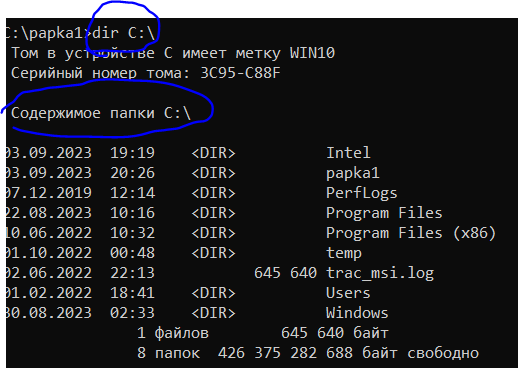 C:\papka1>dir C:\
Том в устройстве C имеет метку WIN10
Серийный номер тома: 3C95-C88F
Содержимое папки C:\
03.09.2023 19:19 <DIR> Intel
03.09.2023 20:26 <DIR> papka1
07.12.2019 12:14 <DIR> PerfLogs
22.08.2023 10:16 <DIR> Program Files
10.06.2022 10:32 <DIR> Program Files (x86)
01.10.2022 00:48 <DIR> temp
02.06.2022 22:13 645 640 trac_msi.log
01.02.2022 18:41 <DIR> Users
30.08.2023 02:33 <DIR> Windows
1 файлов 645 640 байт
8 папок 426 375 282 688 байт свободно